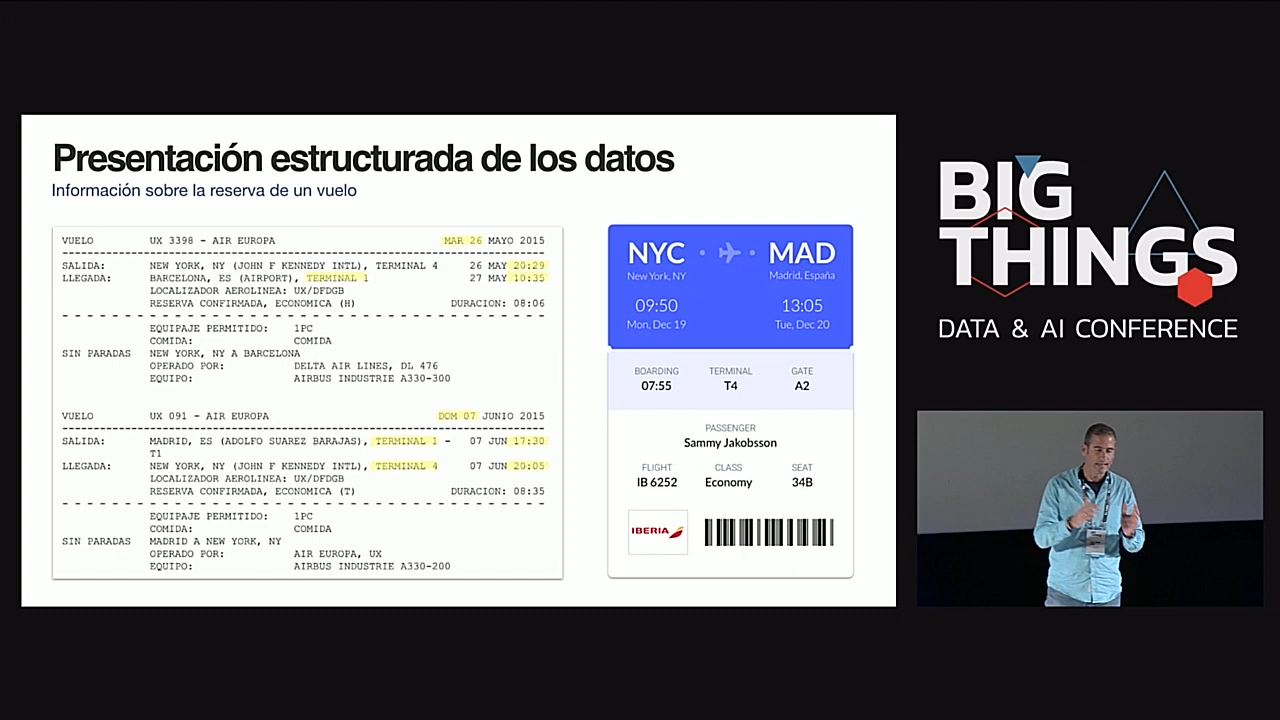 Presentación estructurada de los datos
Información sobre la reserva de un vuelo
VUELO UX 3398 - AIR EUROPA MAR 26 MAYO 2015
SALIDA: NEW YORK, NY (JOHN F KENNEDY INTL), TERMINAL 4 26 MAY 20:29
LLEGADA: BARCELONA, ES (AIRPORT), TERMINAL 1 27 MAY 10:35
LOCALIZADOR AEROLINEA: UX/DFDGB
RESERVA CONFIRMADA, ECONOMICA (H) DURACION: 08:06
EQUIPAJE PERMITIDO: 1PC
COMIDA: COMIDA
SIN PARADAS NEW YORK, NY A BARCELONA
OPERADO POR: DELTA AIR LINES, DL 476
EQUIPO: AIRBUS INDUSTRIE A330-300
VUELO UX 091 - AIR EUROPA DOM 07 JUNIO 2015
SALIDA: MADRID, ES (ADOLFO SUAREZ BARAJAS), TERMINAL 1 - 07 JUN 17:30
T1
LLEGADA: NEW YORK, NY (JOHN F KENNEDY INTL), TERMINAL 4 07 JUN 20:05
LOCALIZADOR AEROLINEA: UX/DFDGB
RESERVA CONFIRMADA, ECONOMICA (T) DURACION: 08:35
EQUIPAJE PERMITIDO: 1PC
COMIDA: COMIDA
SIN PARADAS MADRID A NEW YORK, NY
OPERADO POR: AIR EUROPA, UX
EQUIPO: AIRBUS INDUSTRIE A330-200
NYC MAD
New York, NY Madrid, España
09:50 13:05
Mon, Dec 19 Tue, Dec 20
BOARDING TERMINAL GATE
07:55 T4 A2
PASSENGER
Sammy Jakobsson
FLIGHT CLASS SEAT
IB 6252 Economy 34B
IBERIA
BIG
THINGS
DATA & AI CONFERENCE